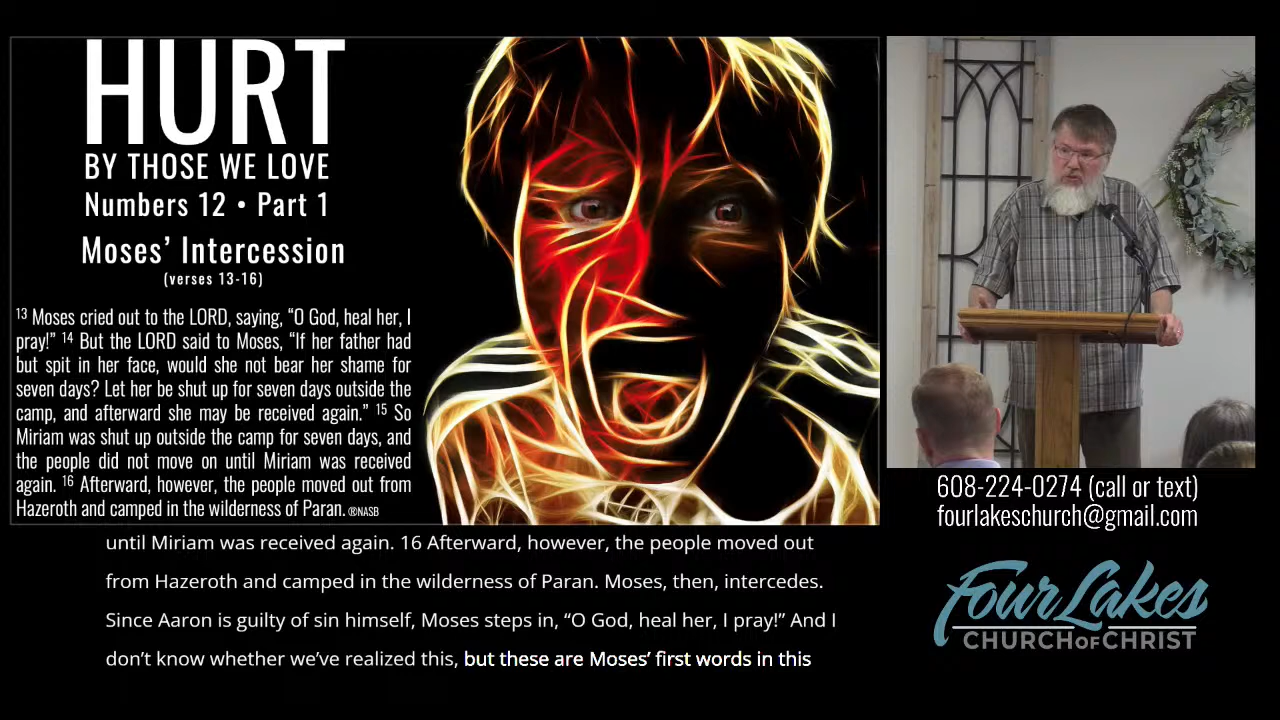 HURT
BY THOSE WE LOVE
Numbers 12 • Part 1
Moses’ Intercession
(verses 13-16)
13 Moses cried out to the LORD, saying, “O God, heal her, I
pray!” 14 But the LORD said to Moses, “If her father had
but spit in her face, would she not bear her shame for
seven days? Let her be shut up for seven days outside the
camp, and afterward she may be received again.” 15 So
Miriam was shut up outside the camp for seven days, and
the people did not move on until Miriam was received
again. 16 Afterward, however, the people moved out from
Hazeroth and camped in the wilderness of Paran. ®NASB
until Miriam was received again. 16 Afterward, however, the people moved out
from Hazeroth and camped in the wilderness of Paran. Moses, then, intercedes.
Since Aaron is guilty of sin himself, Moses steps in, “O God, heal her, I pray!” And I
don’t know whether we’ve realized this, but these are Moses’ first words in this
608-224-0274 (call or text)
fourlakeschurch@gmail.com
Four Lakes
CHURCH OF CHRIST